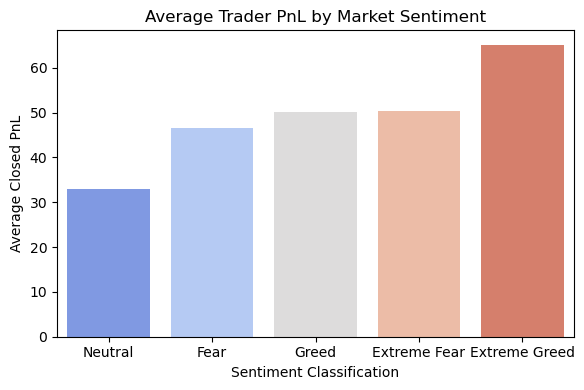 Average Trader PnL by Market Sentiment
Average Closed PnL
60
50
40
30
20
10
0
Neutral Fear Greed Extreme Fear Extreme Greed
Sentiment Classification